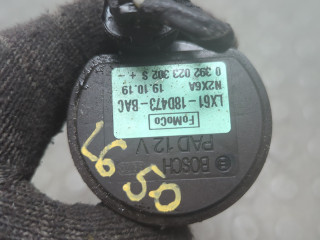 0 392 023 302 S + -
N2X6A 19.10.19
LX61-18D473-BAC
FoMoCo
PAD 12 V
BOSCH
L6 50